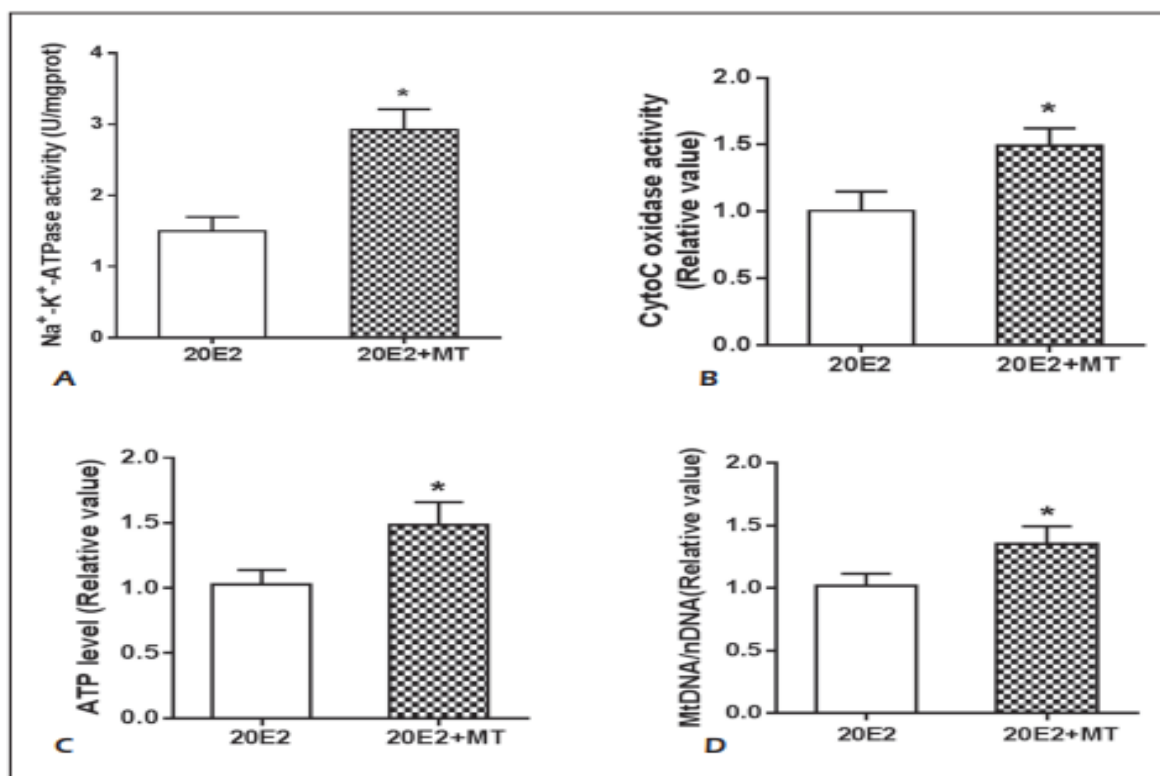 Na⁺-K⁺-ATPase activity (U/mgprot)
4
3
2
1
0
*
20E2
20E2+MT
A
CytoC oxidase activity
(Relative value)
2.0
1.5
1.0
0.5
0.0
*
20E2
20E2+MT
B
ATP level (Relative value)
2.0
1.5
1.0
0.5
0.0
*
20E2
20E2+MT
C
MtDNA/nDNA(Relative value)
2.0
1.5
1.0
0.5
0.0
*
20E2
20E2+MT
D